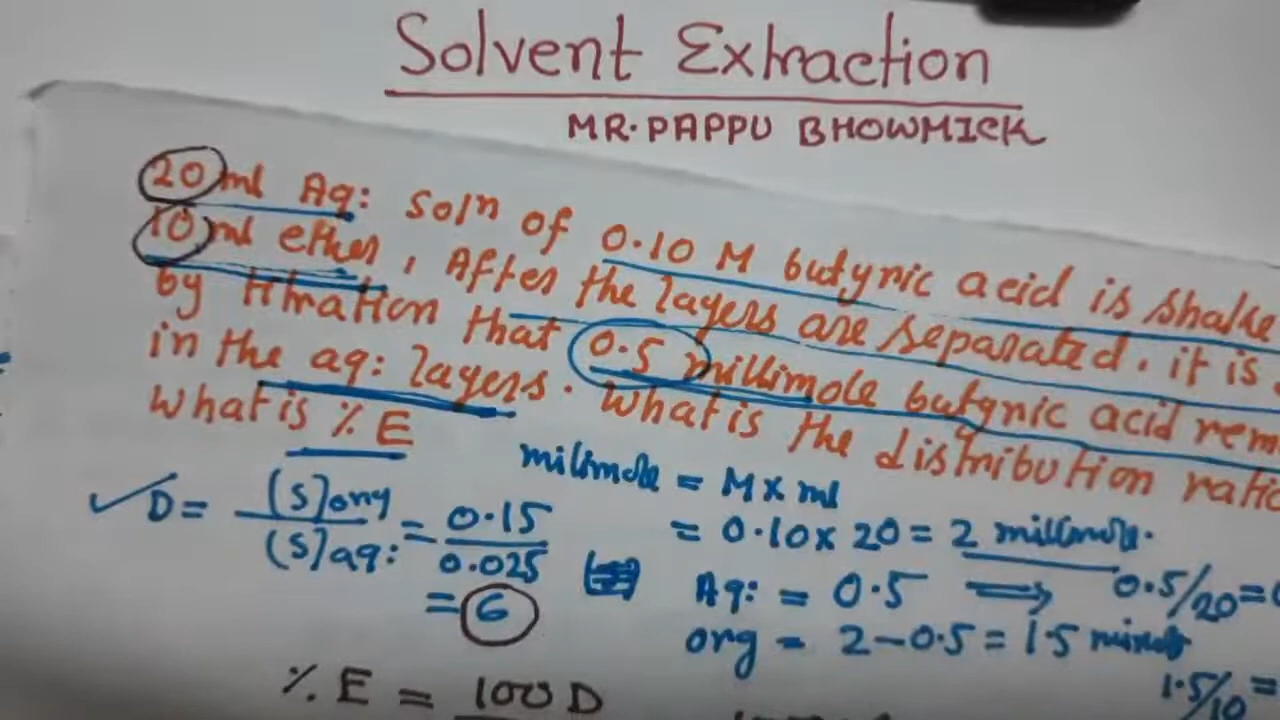 Solvent Extraction
MR. PAPPU BHOWMICK
20 ml Aq: Solⁿ of 0.10 M butyric acid is shake
10 ml ether, After the layers are separated. it is
by titration that 0.5 millimole butyric acid rem
in the aq: layers. What is the distribution ratio
What is % E
milimole = M x ml
D = (S)org / (S)aq: = 0.15 / 0.025
= 0.10 x 20 = 2 millimole.
= 6
Aq: = 0.5 ⟹ 0.5/20 =
org = 2 - 0.5 = 1.5
1.5/10 =
% E = 100 D